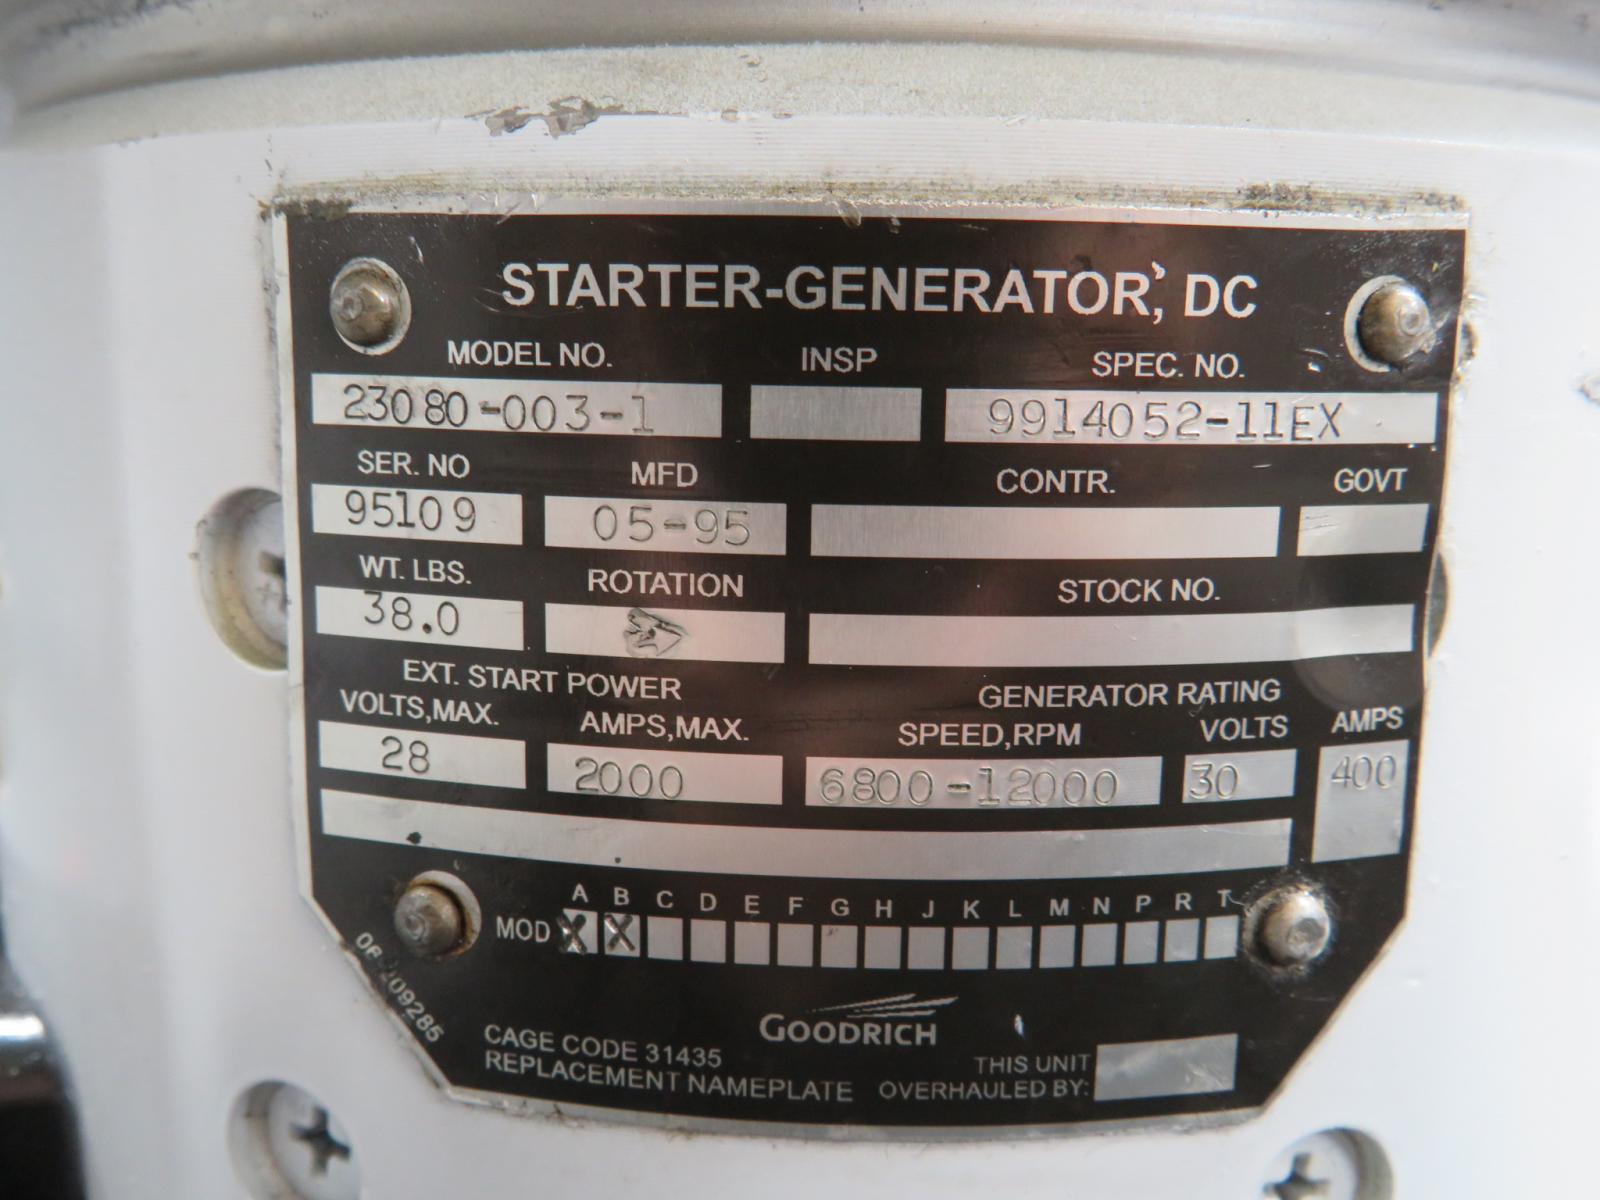 STARTER-GENERATOR, DC
MODEL NO. INSP SPEC. NO.
23080-003-1 9914052-11EX
SER. NO MFD CONTR. GOVT
95109 05-95
WT. LBS. ROTATION STOCK NO.
38.0
EXT. START POWER GENERATOR RATING
VOLTS,MAX. AMPS,MAX. SPEED,RPM VOLTS AMPS
28 2000 6800-12000 30 400
A B C D E F G H J K L M N P R T
MOD X X
GOODRICH
CAGE CODE 31435
REPLACEMENT NAMEPLATE
THIS UNIT
OVERHAULED BY: